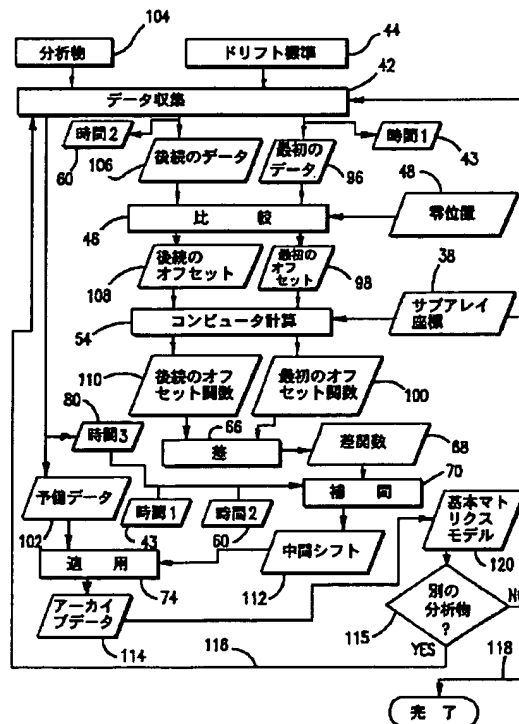 104
44
分析物
ドリフト標準
42
データ収集
時間2
60
106
後続のデータ
最初の
データ
96
時間1
43
48
46
比 較
零位置
後続の
オフセット
108
最初の
オフ
セット
98
38
サブアレイ
座標
54
コンピュータ計算
110
後続のオフ
セット関数
最初のオフ
セット関数
100
80
時間3
66
差
差関数
68
70
予備データ
102
時間1
43
時間2
60
補 間
基本マト
リクス
モデル
120
適 用
74
中間シフト
112
アーカイ
ブデータ
114
別の
分析物
?
115
YES
116
118
完 了